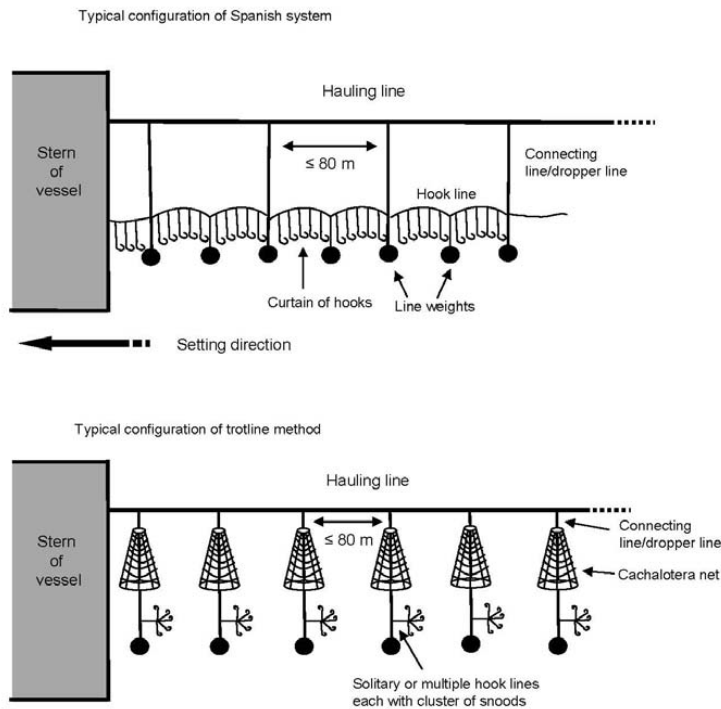 Typical configuration of Spanish system
Hauling line
Stern
of
vessel
≤ 80 m
Connecting
line/dropper line
Hook line
Curtain of hooks
Line weights
Setting direction
Typical configuration of trotline method
Hauling line
Stern
of
vessel
≤ 80 m
Connecting
line/dropper line
Cachalotera net
Solitary or multiple hook lines
each with cluster of snoods